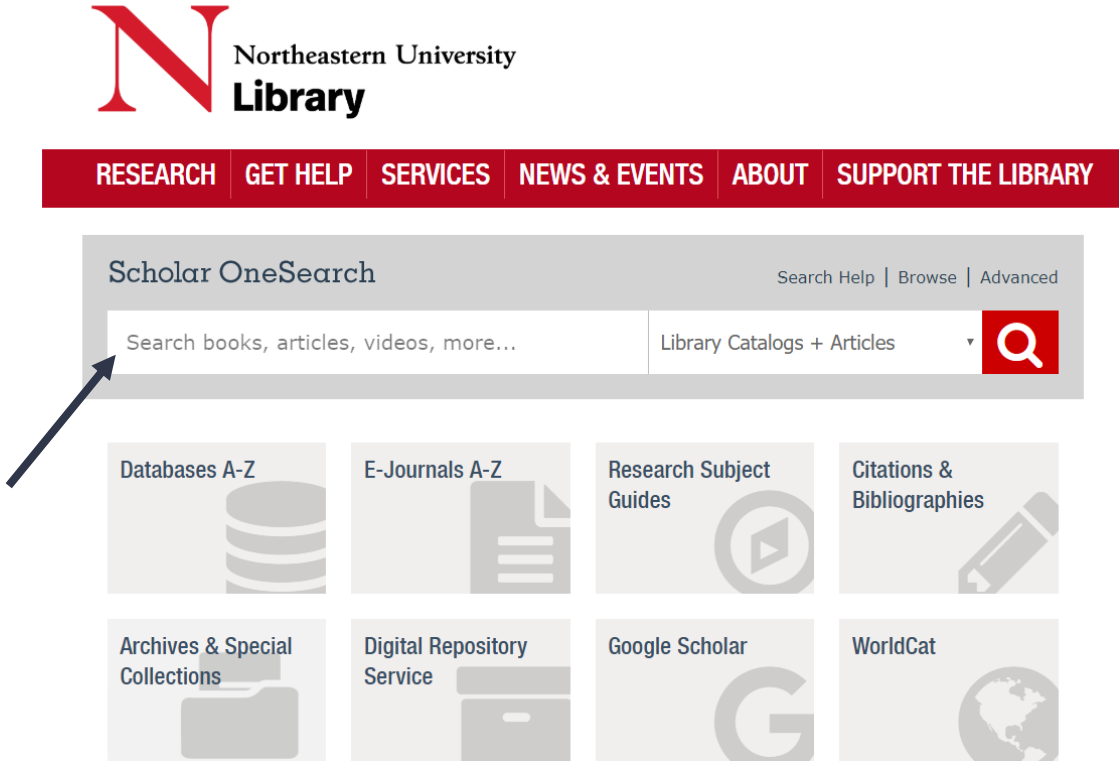 Northeastern University
Library
RESEARCH GET HELP SERVICES NEWS & EVENTS ABOUT SUPPORT THE LIBRARY
Scholar OneSearch
Search Help | Browse | Advanced
Search books, articles, videos, more...
Library Catalogs + Articles
Databases A-Z
E-Journals A-Z
Research Subject
Guides
Citations &
Bibliographies
Archives & Special
Collections
Digital Repository
Service
Google Scholar
WorldCat